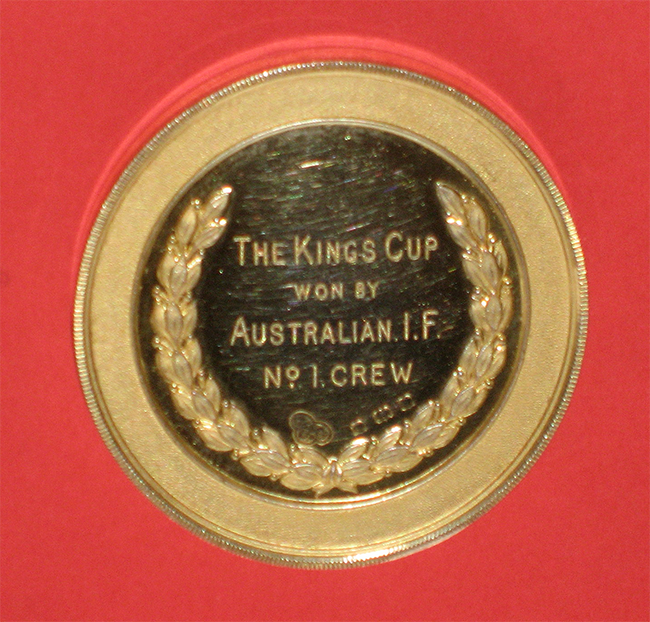 THE KINGS CUP
WON BY
AUSTRALIAN.I.F.
Nº 1. CREW